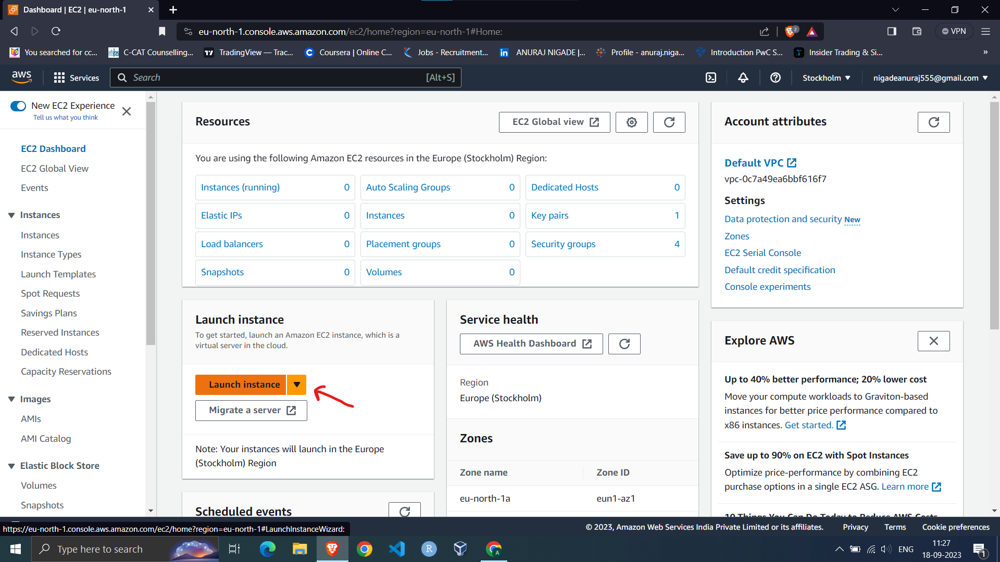 Dashboard | EC2 | eu-north-1
eu-north-1.console.aws.amazon.com/ec2/home?region=eu-north-1#Home:
2
VPN
You searched for cc...
C-CAT Counselling...
TradingView — Trac...
Coursera | Online C...
Jobs - Recruitment...
ANURAJ NIGADE |...
Profile - anuraj.niga...
Introduction PwC S...
Insider Trading & Si...
»
aws
Services
Search
[Alt+S]
Stockholm
nigadeanuraj555@gmail.com
New EC2 Experience
Tell us what you think
EC2 Dashboard
EC2 Global View
Events
Instances
Instances
Instance Types
Launch Templates
Spot Requests
Savings Plans
Reserved Instances
Dedicated Hosts
Capacity Reservations
Images
AMIs
AMI Catalog
Elastic Block Store
Volumes
Snapshots
Resources
EC2 Global view
You are using the following Amazon EC2 resources in the Europe (Stockholm) Region:
Instances (running) 0
Auto Scaling Groups 0
Dedicated Hosts 0
Elastic IPs 0
Instances 0
Key pairs 1
Load balancers 0
Placement groups 0
Security groups 4
Snapshots 0
Volumes 0
Launch instance
To get started, launch an Amazon EC2 instance, which is a
virtual server in the cloud.
Launch instance
Migrate a server
Note: Your instances will launch in the Europe
(Stockholm) Region
Scheduled events
Service health
AWS Health Dashboard
Region
Europe (Stockholm)
Zones
Zone name Zone ID
eu-north-1a eun1-az1
Account attributes
Default VPC
vpc-0c7a49ea6bbf616f7
Settings
Data protection and security New
Zones
EC2 Serial Console
Default credit specification
Console experiments
Explore AWS
Up to 40% better performance; 20% lower cost
Move your compute workloads to Graviton-based
instances for better price performance compared to
x86 instances. Get started.
Save up to 90% on EC2 with Spot Instances
Optimize price-performance by combining EC2
purchase options in a single EC2 ASG. Learn more
10 Things You Can Do Today to Reduce AWS Costs
https://eu-north-1.console.aws.amazon.com/ec2/home?region=eu-north-1#LaunchInstanceWizard:
© 2023, Amazon Web Services India Private Limited or its affiliates.
Privacy
Terms
Cookie preferences
Type here to search
R
A
ENG
11:27
18-09-2023
1